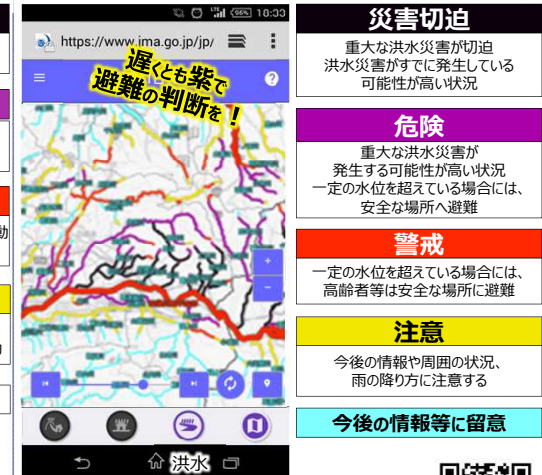 動
LTE
96%
10:33
https://www.jma.go.jp/jp/
遅くとも紫で
避難の判断を！
洪水
災害切迫
重大な洪水災害が切迫
洪水災害がすでに発生している
可能性が高い状況
危険
重大な洪水災害が
発生する可能性が高い状況
一定の水位を超えている場合には、
安全な場所へ避難
警戒
一定の水位を超えている場合には、
高齢者等は安全な場所に避難
注意
今後の情報や周囲の状況、
雨の降り方に注意する
今後の情報等に留意